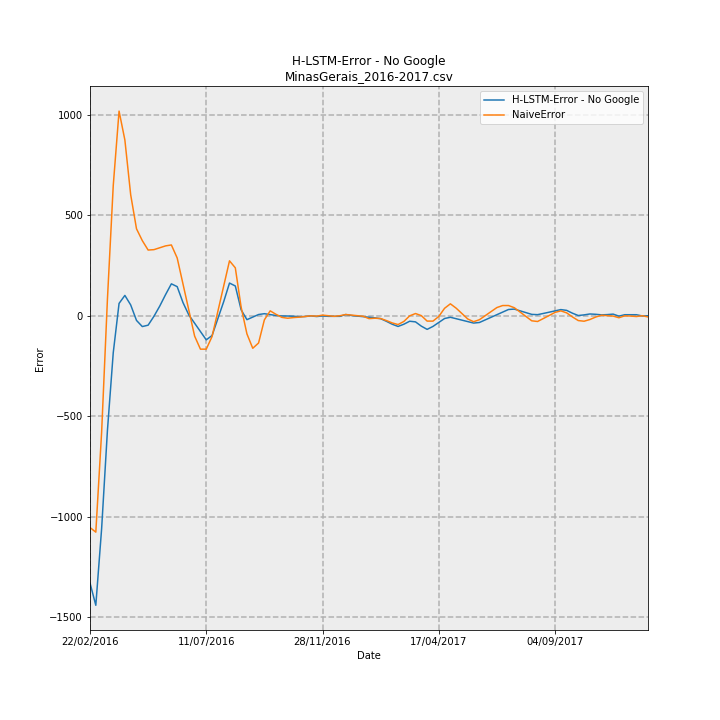 H-LSTM-Error - No Google
MinasGerais_2016-2017.csv
H-LSTM-Error - No Google
NaiveError
1000
500
0
−500
−1000
−1500
Error
22/02/2016
11/07/2016
28/11/2016
17/04/2017
04/09/2017
Date